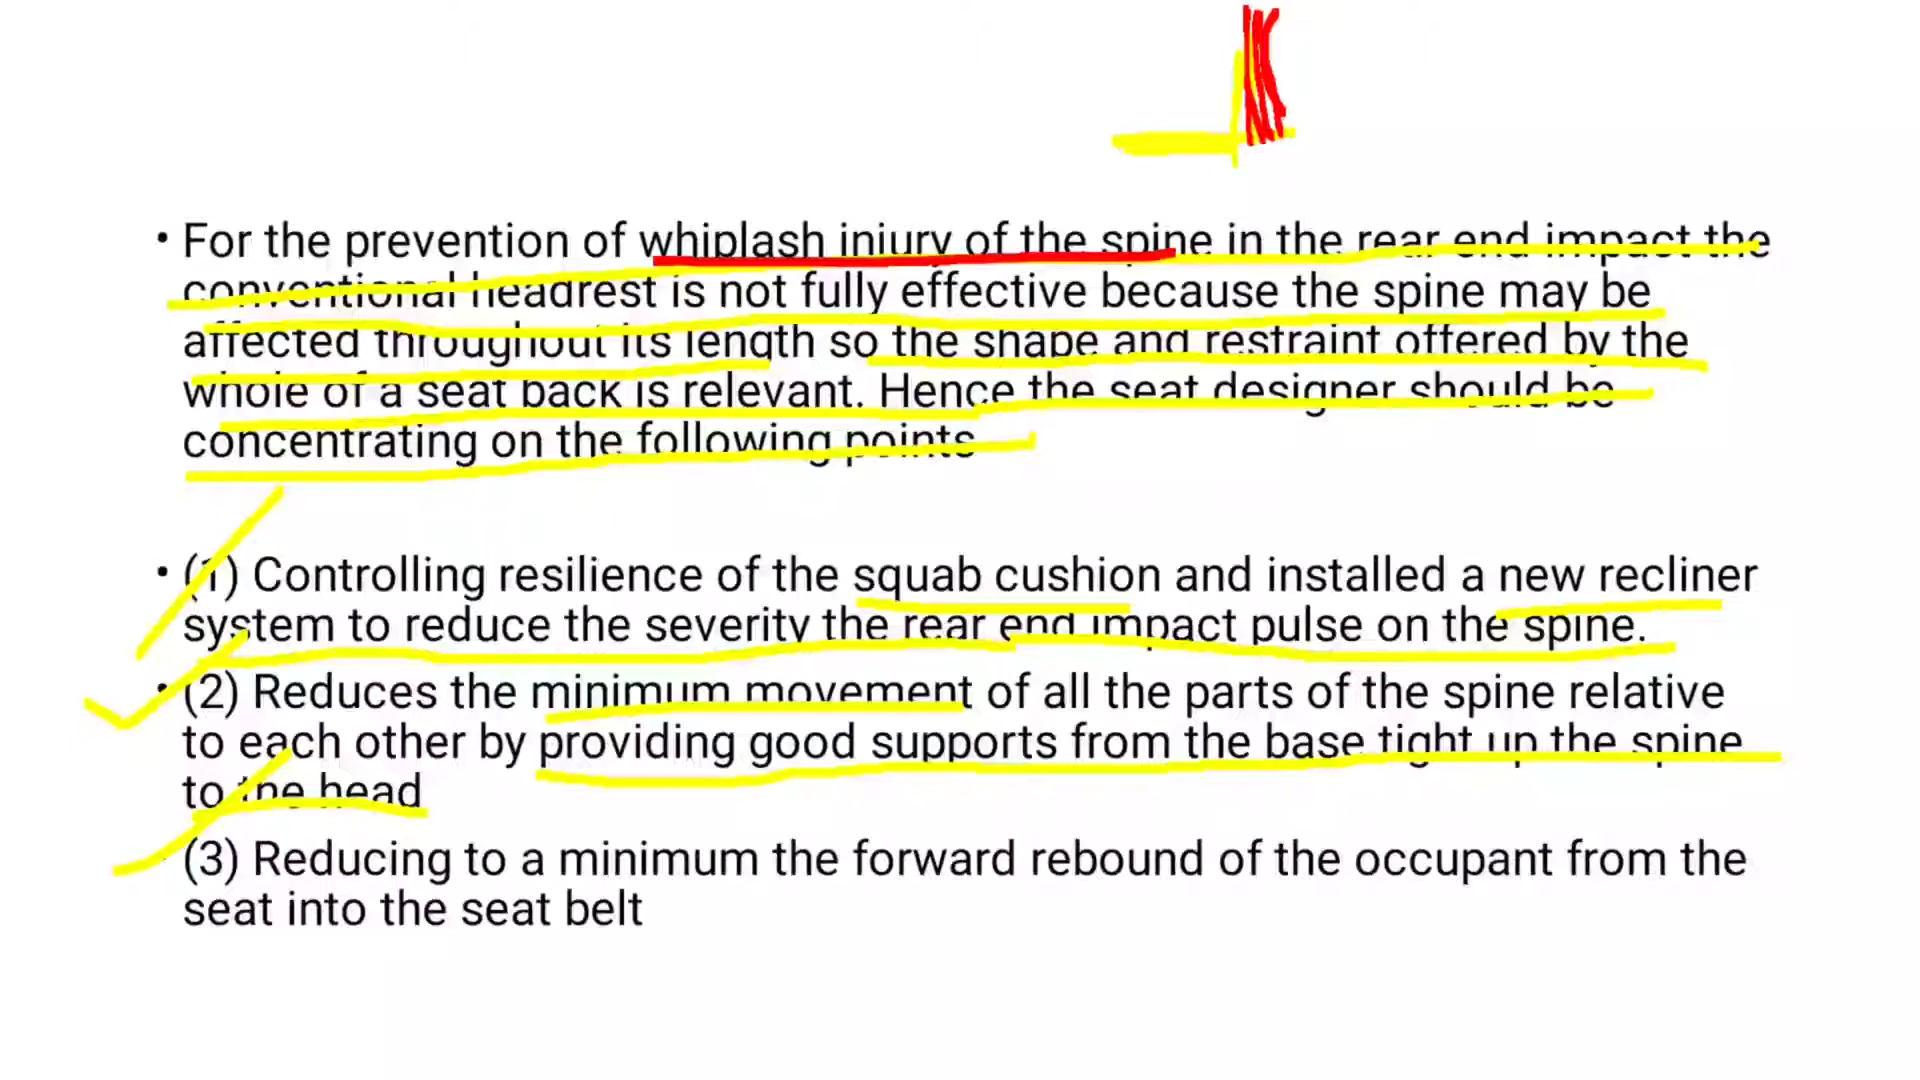 • For the prevention of whiplash injury of the spine in the rear end impact the
conventional headrest is not fully effective because the spine may be
affected throughout its length so the shape and restraint offered by the
whole of a seat back is relevant. Hence the seat designer should be
concentrating on the following points
• (1) Controlling resilience of the squab cushion and installed a new recliner
system to reduce the severity the rear end impact pulse on the spine.
• (2) Reduces the minimum movement of all the parts of the spine relative
to each other by providing good supports from the base tight up the spine
to the head
(3) Reducing to a minimum the forward rebound of the occupant from the
seat into the seat belt